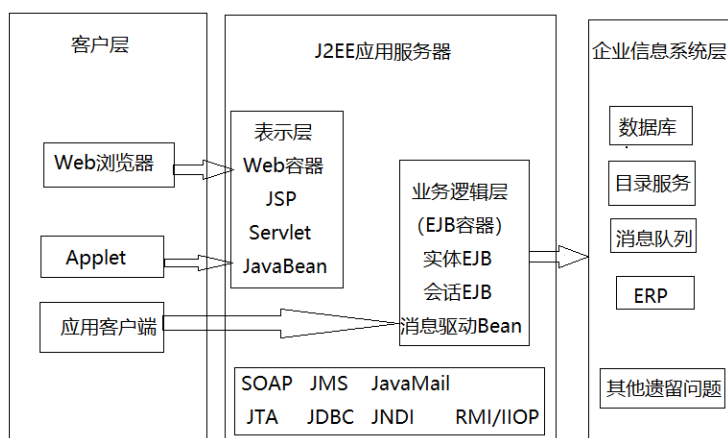 客户层
Web浏览器
Applet
应用客户端
J2EE应用服务器
表示层
Web容器
JSP
Servlet
JavaBean
业务逻辑层
(EJB容器)
实体EJB
会话EJB
消息驱动Bean
SOAP JMS JavaMail
JTA JDBC JNDI RMI/IIOP
企业信息系统层
数据库
目录服务
消息队列
ERP
其他遗留问题